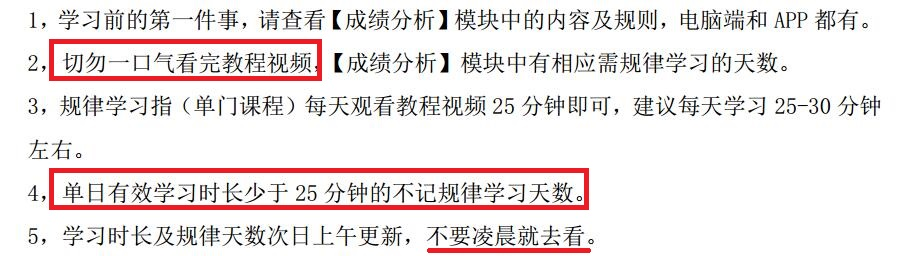 1，学习前的第一件事，请查看【成绩分析】模块中的内容及规则，电脑端和 APP 都有。
2，切勿一口气看完教程视频，【成绩分析】模块中有相应需规律学习的天数。
3，规律学习指（单门课程）每天观看教程视频 25 分钟即可，建议每天学习 25-30 分钟
左右。
4，单日有效学习时长少于 25 分钟的不记规律学习天数。
5，学习时长及规律天数次日上午更新，不要凌晨就去看。